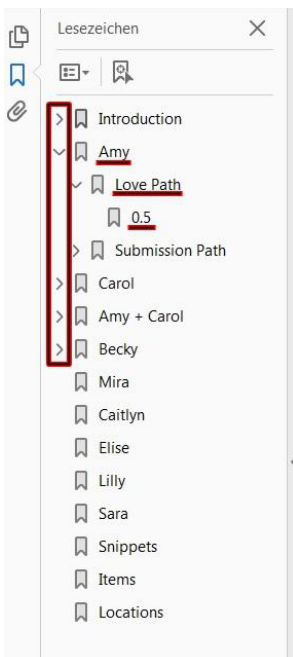 Lesezeichen
Introduction
Amy
Love Path
0.5
Submission Path
Carol
Amy + Carol
Becky
Mira
Caitlyn
Elise
Lilly
Sara
Snippets
Items
Locations